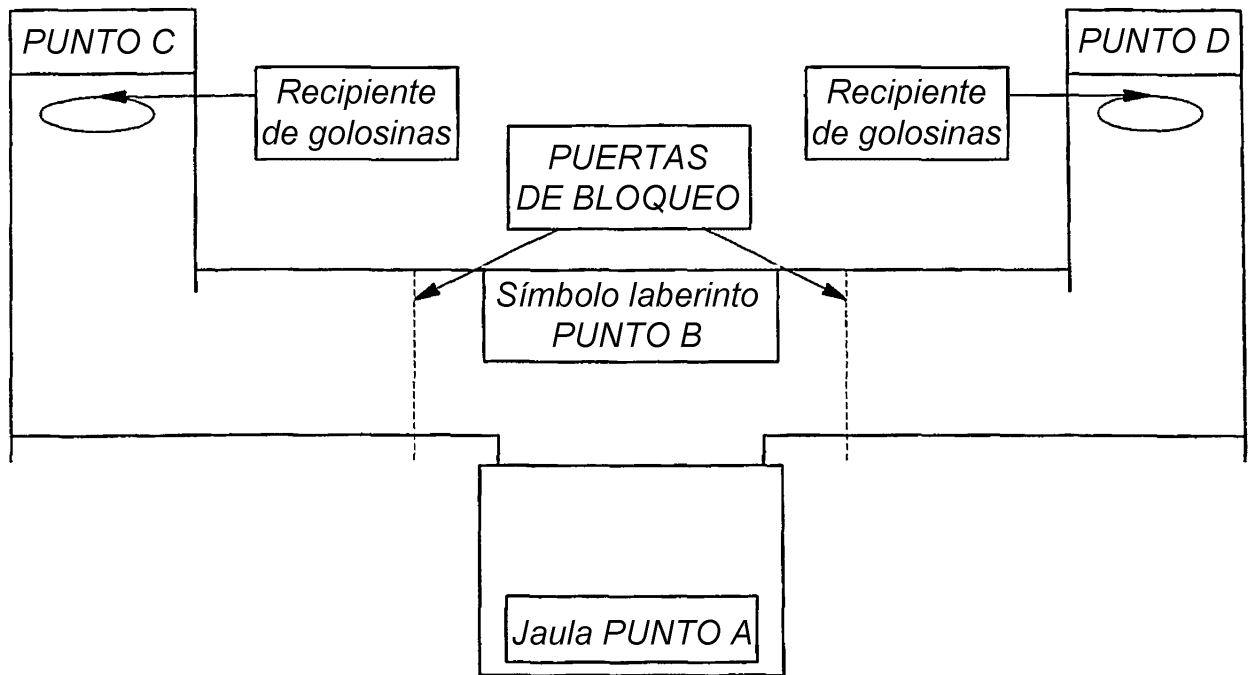 PUNTO C
PUNTO D
Recipiente
de golosinas
Recipiente
de golosinas
PUERTAS
DE BLOQUEO
Símbolo laberinto
PUNTO B
Jaula PUNTO A